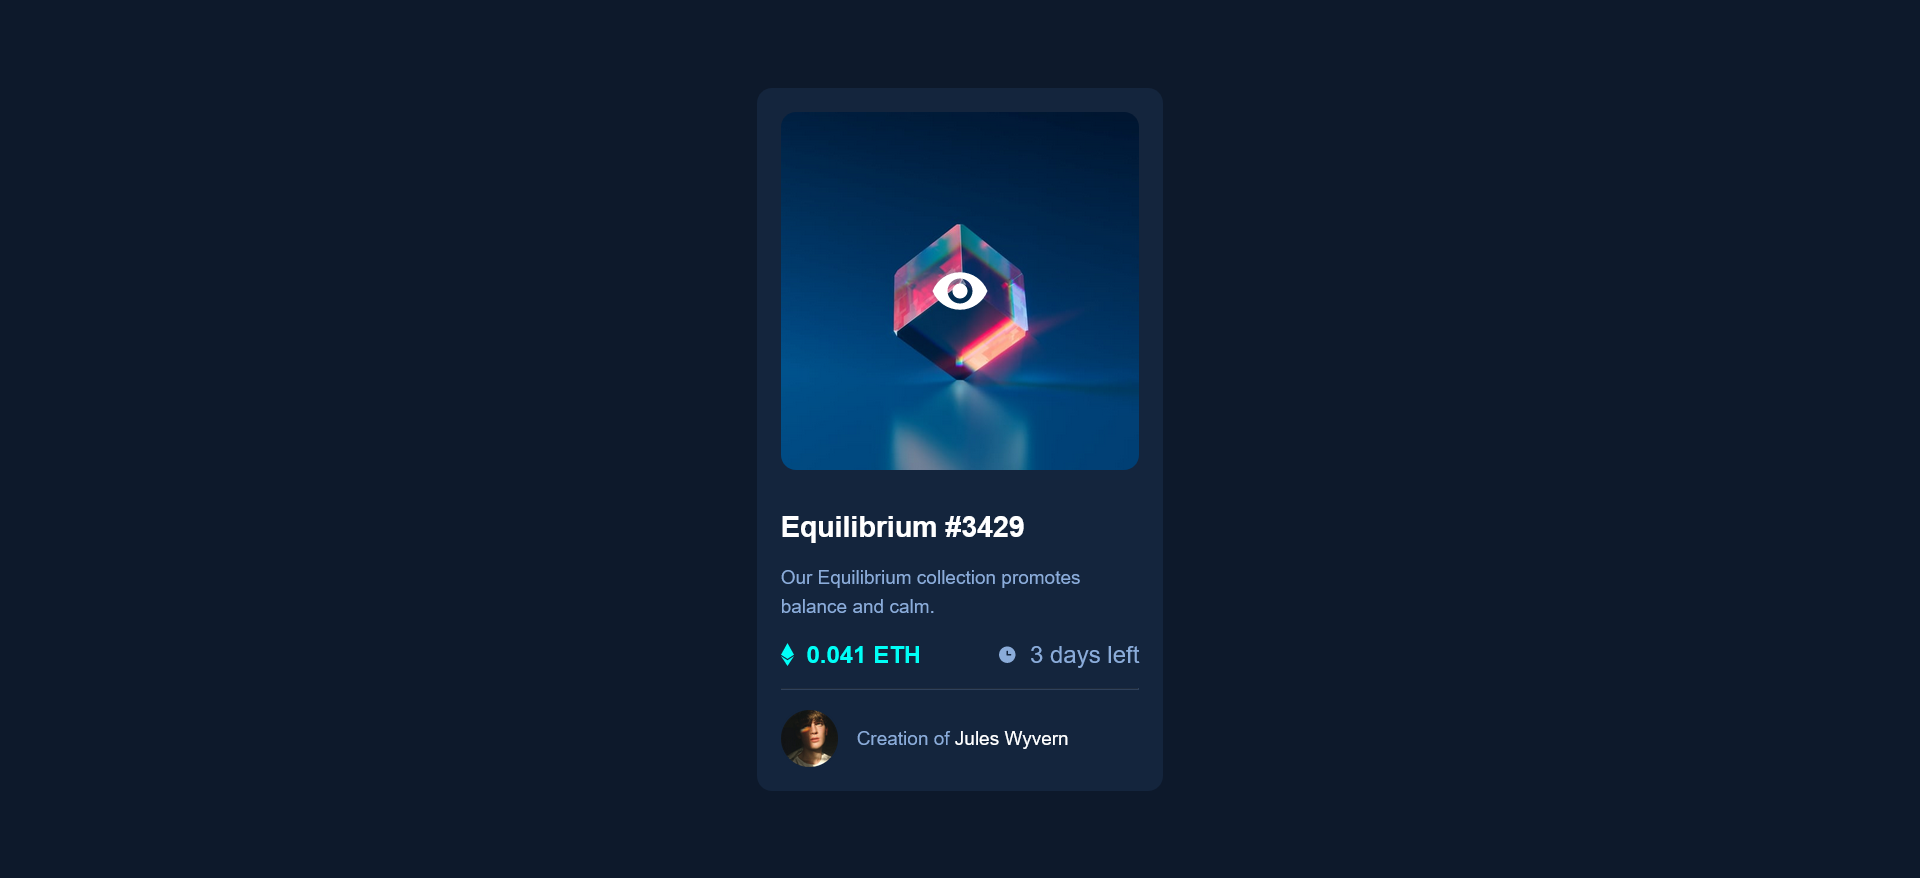 Equilibrium #3429
Our Equilibrium collection promotes
balance and calm.
0.041 ETH
3 days left
Creation of Jules Wyvern